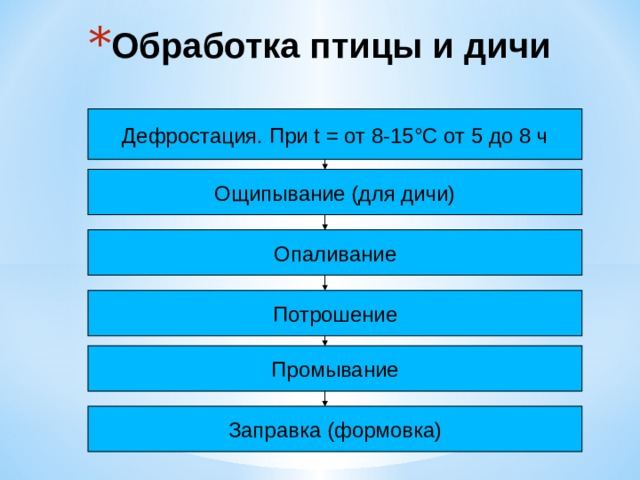 *Обработка птицы и дичи
Дефростация. При t = от 8-15°С от 5 до 8 ч
Ощипывание (для дичи)
Опаливание
Потрошение
Промывание
Заправка (формовка)